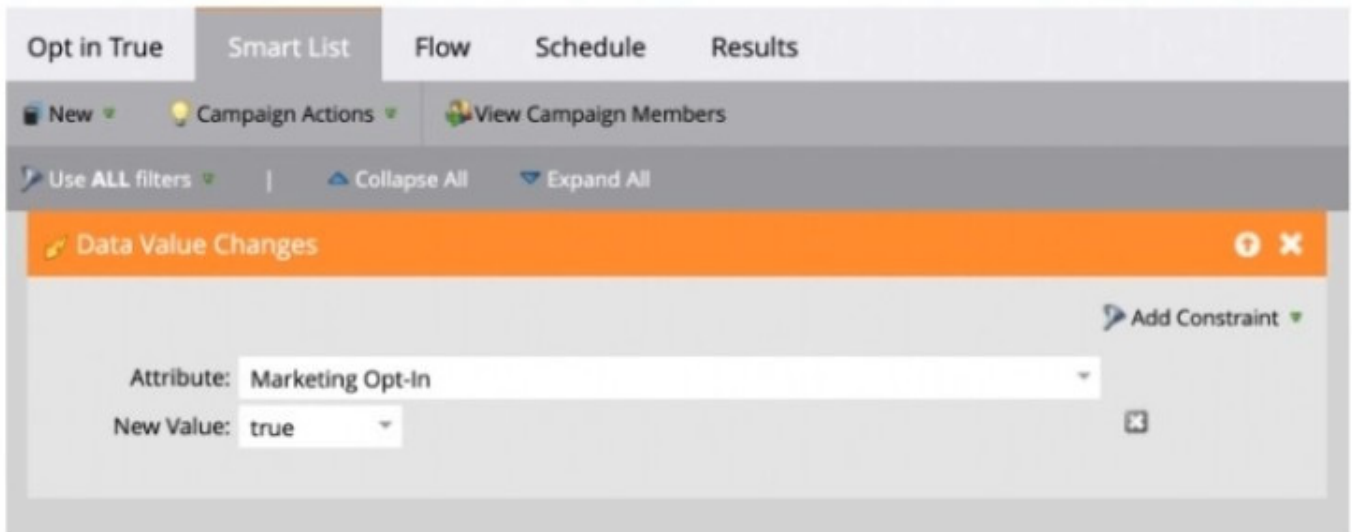 Opt in True Smart List Flow Schedule Results
New Campaign Actions View Campaign Members
Use ALL filters | Collapse All Expand All
Data Value Changes
Add Constraint
Attribute: Marketing Opt-In
New Value: true